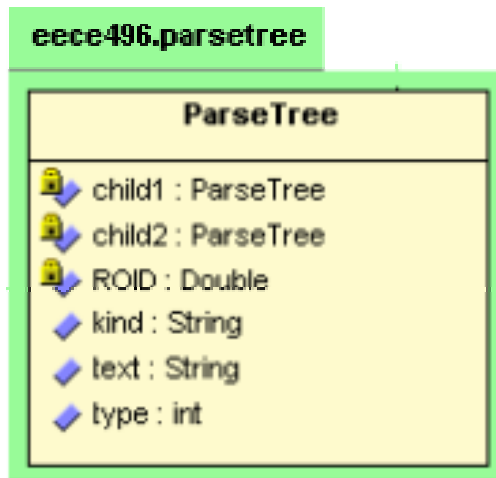 eece496.parsetree
ParseTree
child1 : ParseTree
child2 : ParseTree
ROID : Double
kind : String
text : String
type : int